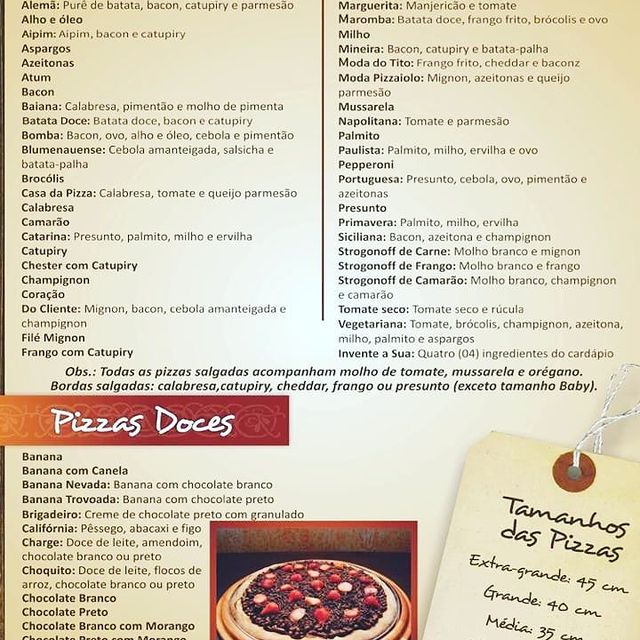 Alemã: Purê de batata, bacon, catupiry e parmesão
Alho e óleo
Aipim: Aipim, bacon e catupiry
Aspargos
Azeitonas
Atum
Bacon
Baiana: Calabresa, pimentão e molho de pimenta
Batata Doce: Batata doce, bacon e catupiry
Bomba: Bacon, ovo, alho e óleo, cebola e pimentão
Blumenauense: Cebola amanteigada, salsicha e
batata-palha
Brocólis
Casa da Pizza: Calabresa, tomate e queijo parmesão
Calabresa
Camarão
Catarina: Presunto, palmito, milho e ervilha
Catupiry
Chester com Catupiry
Champignon
Coração
Do Cliente: Mignon, bacon, cebola amanteigada e
champignon
Filé Mignon
Frango com Catupiry
Marguerita: Manjericão e tomate
Maromba: Batata doce, frango frito, brócolis e ovo
Milho
Mineira: Bacon, catupiry e batata-palha
Moda do Tito: Frango frito, cheddar e baconz
Moda Pizzaiolo: Mignon, azeitonas e queijo
parmesão
Mussarela
Napolitana: Tomate e parmesão
Palmito
Paulista: Palmito, milho, ervilha e ovo
Pepperoni
Portuguesa: Presunto, cebola, ovo, pimentão e
azeitonas
Presunto
Primavera: Palmito, milho, ervilha
Siciliana: Bacon, azeitona e champignon
Strogonoff de Carne: Molho branco e mignon
Strogonoff de Frango: Molho branco e frango
Strogonoff de Camarão: Molho branco, champignon
e camarão
Tomate seco: Tomate seco e rúcula
Vegetariana: Tomate, brócolis, champignon, azeitona,
milho, palmito e aspargos
Invente a Sua: Quatro (04) ingredientes do cardápio
Obs.: Todas as pizzas salgadas acompanham molho de tomate, mussarela e orégano.
Bordas salgadas: calabresa,catupiry, cheddar, frango ou presunto (exceto tamanho Baby).
Pizzas Doces
Banana
Banana com Canela
Banana Nevada: Banana com chocolate branco
Banana Trovoada: Banana com chocolate preto
Brigadeiro: Creme de chocolate preto com granulado
Califórnia: Pêssego, abacaxi e figo
Charge: Doce de leite, amendoim,
chocolate branco ou preto
Choquito: Doce de leite, flocos de
arroz, chocolate branco ou preto
Chocolate Branco
Chocolate Preto
Chocolate Branco com Morango
Chocolate Preto com Morango
Tamanhos
das Pizzas
Extra-grande: 45 cm
Grande: 40 cm
Média: 35 cm